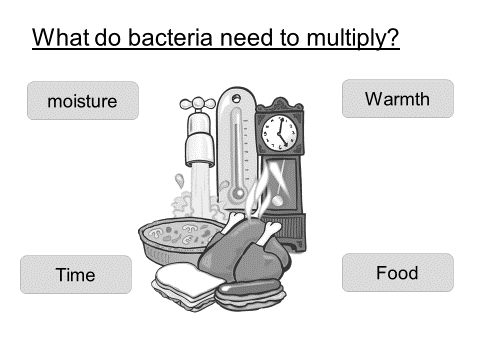 What do bacteria need to multiply?
moisture
Warmth
Time
Food